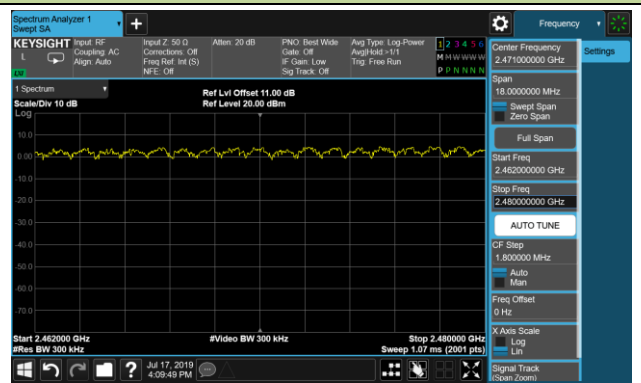 Spectrum Analyzer 1
Swept SA
Frequency
KEYSIGHT
L
Input: RF
Coupling: AC
Align: Auto
Input Z: 50 Ω
Corrections: Off
Freq Ref: Int (S)
NFE: Off
Atten: 20 dB
PNO: Best Wide
Gate: Off
IF Gain: Low
Sig Track: Off
Avg Type: Log-Power
Avg|Hold:>1/1
Trig: Free Run
1 2 3 4 5 6
M W W W W W
P P N N N N
1 Spectrum
Scale/Div 10 dB
Log
Ref Lvl Offset 11.00 dB
Ref Level 20.00 dBm
10.0
0.00
-10.0
-20.0
-30.0
-40.0
-50.0
-60.0
-70.0
Start 2.462000 GHz
#Res BW 300 kHz
#Video BW 300 kHz
Stop 2.480000 GHz
Sweep 1.07 ms (2001 pts)
Center Frequency
2.471000000 GHz
Settings
Span
18.0000000 MHz
Swept Span
Zero Span
Full Span
Start Freq
2.462000000 GHz
Stop Freq
2.480000000 GHz
AUTO TUNE
CF Step
1.800000 MHz
Auto
Man
Freq Offset
0 Hz
X Axis Scale
Log
Lin
Signal Track
(Span Zoom)
?
Jul 17, 2019
4:09:49 PM